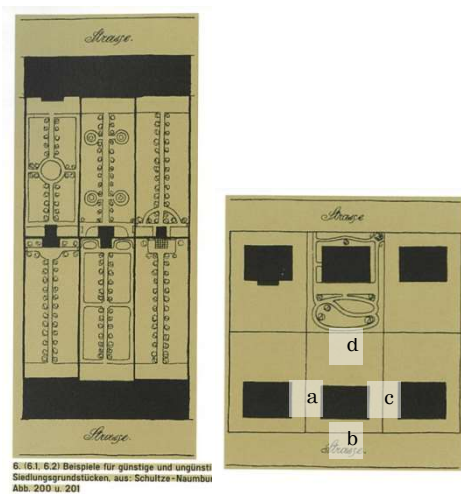 Strasse.
Strasse
d
a
c
b
Strasse.
Strasse.
6. (6.1, 6.2) Beispiele für günstige und ungünsti
Siedlungsgrundstücken, aus: Schultze-Naumbu
Abb. 200 u. 201